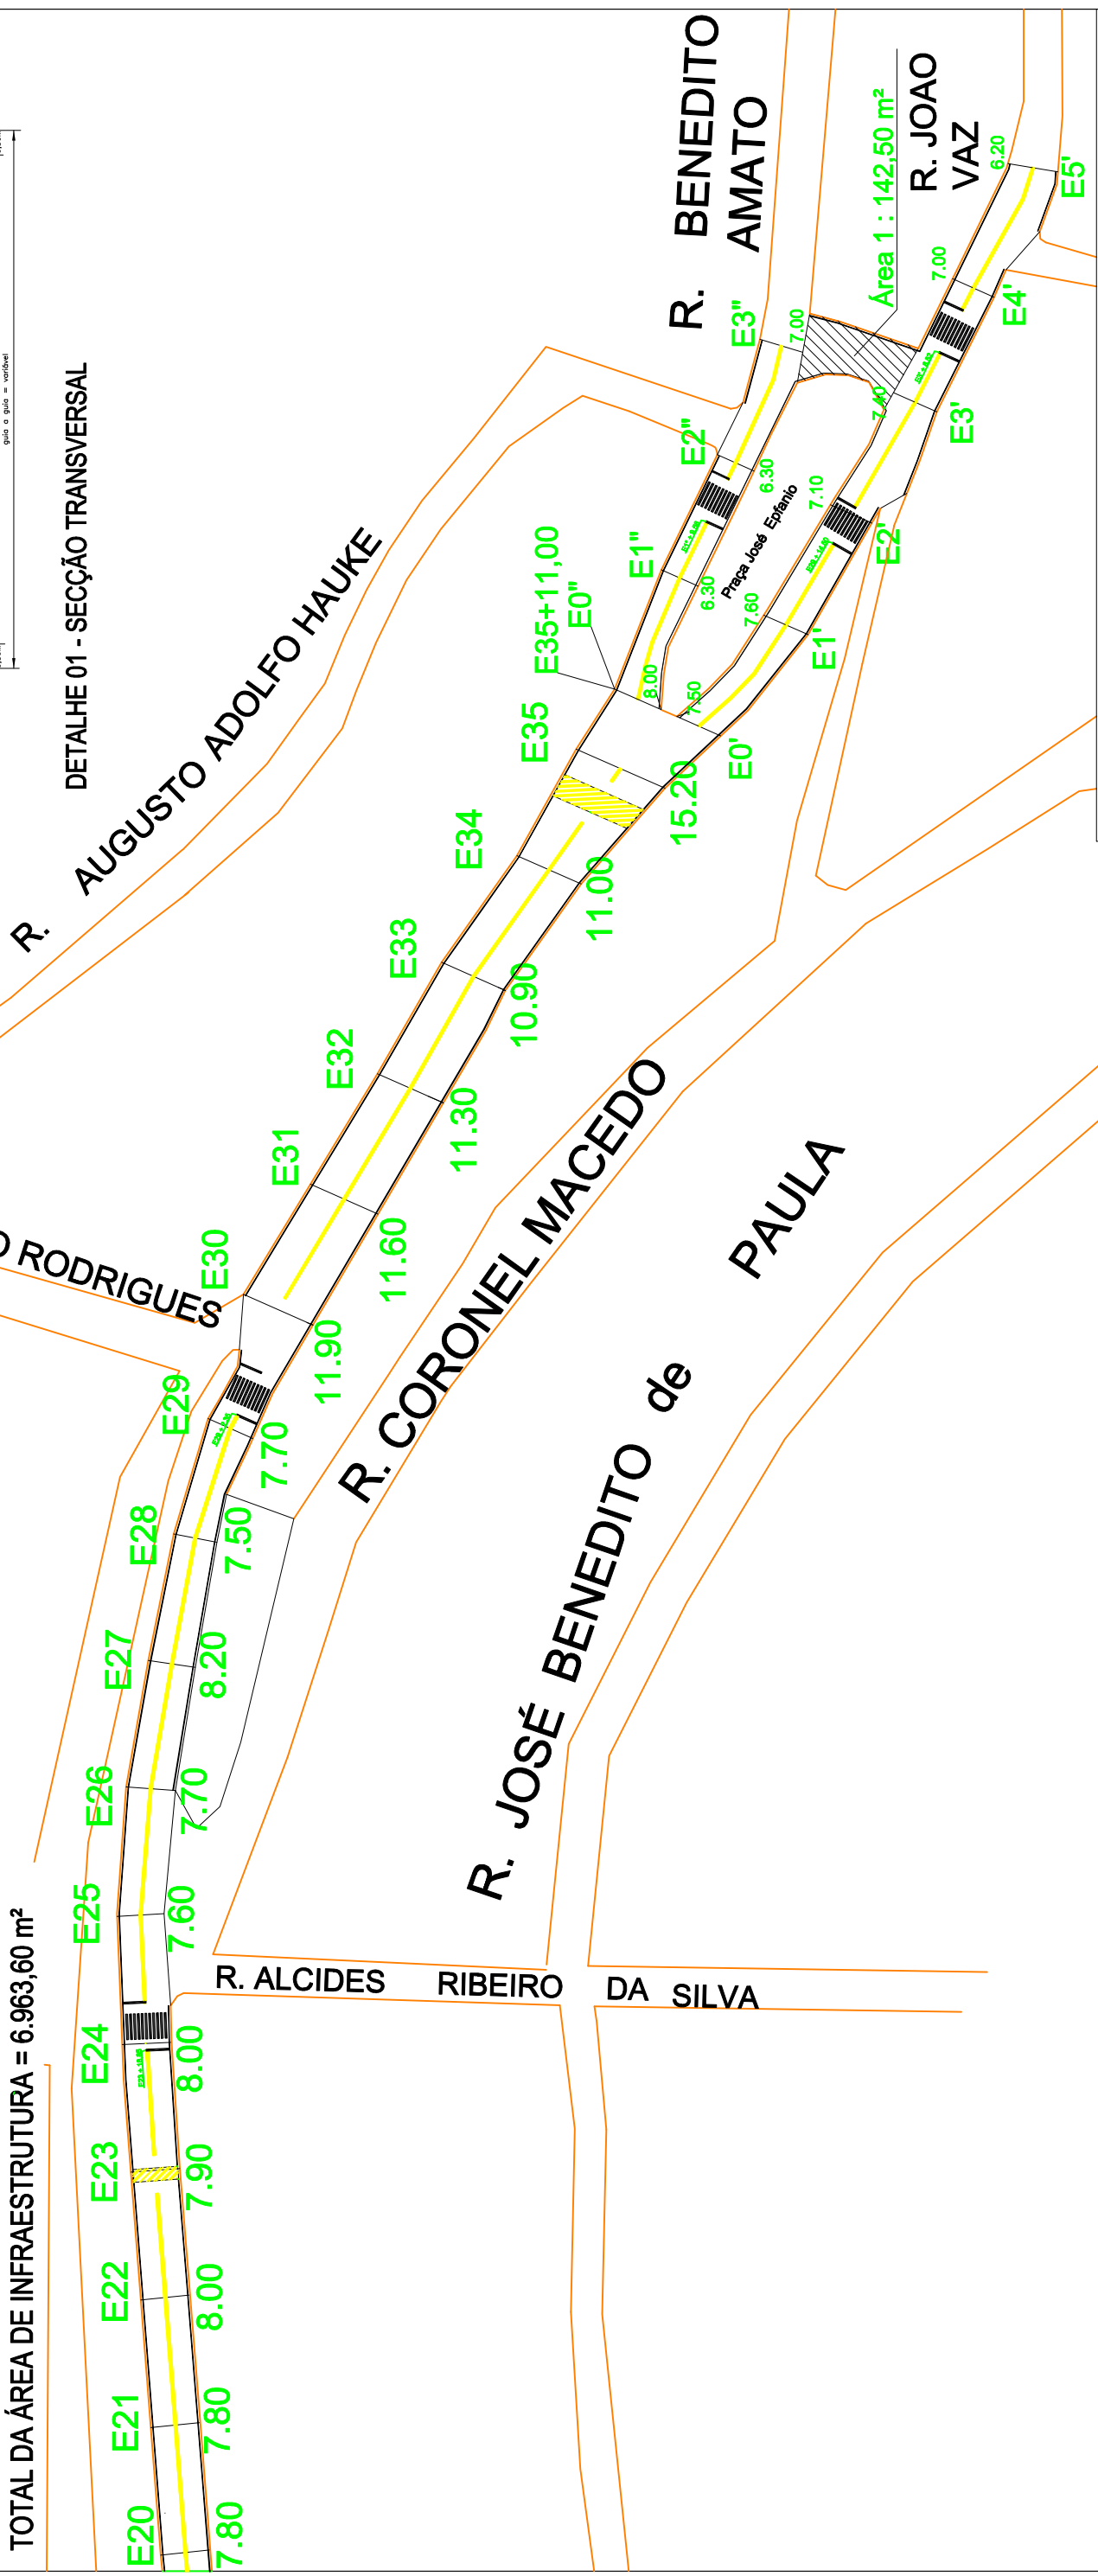 guia a guia = variável
DETALHE 01 - SECÇÃO TRANSVERSAL
TOTAL DA ÁREA DE INFRAESTRUTURA = 6.963,60 m²
R. AUGUSTO ADOLFO HAUKE
R. BENEDITO
AMATO
R. JOAO
VAZ
Área 1 : 142,50 m²
Praça José Epfanio
O RODRIGUES
R. CORONEL MACEDO
R. JOSÉ BENEDITO de PAULA
R. ALCIDES RIBEIRO DA SILVA
E20
7.80
E21
7.80
E22
8.00
E23
7.90
E24
8.00
E25
7.60
E26
7.70
E27
8.20
E28
7.50
E29
7.70
E30
11.90
E31
11.60
E32
11.30
E33
10.90
E34
11.00
E35
15.20
E35+11,00
E0"
8.00
E1"
6.30
E2"
6.30
E3"
7.00
E0'
7.50
E1'
7.60
E2'
7.10
E3'
7.40
E4'
7.00
E5'
6.20